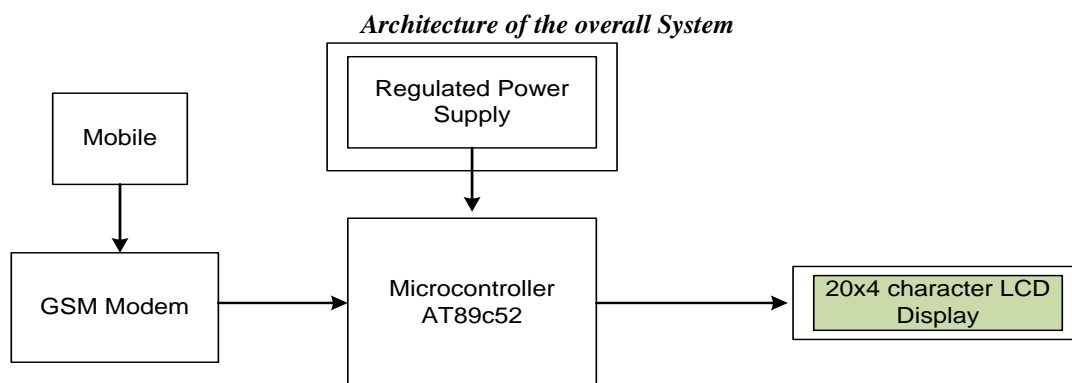 Architecture of the overall System
Regulated Power
Supply
Mobile
GSM Modem
Microcontroller
AT89c52
20x4 character LCD
Display